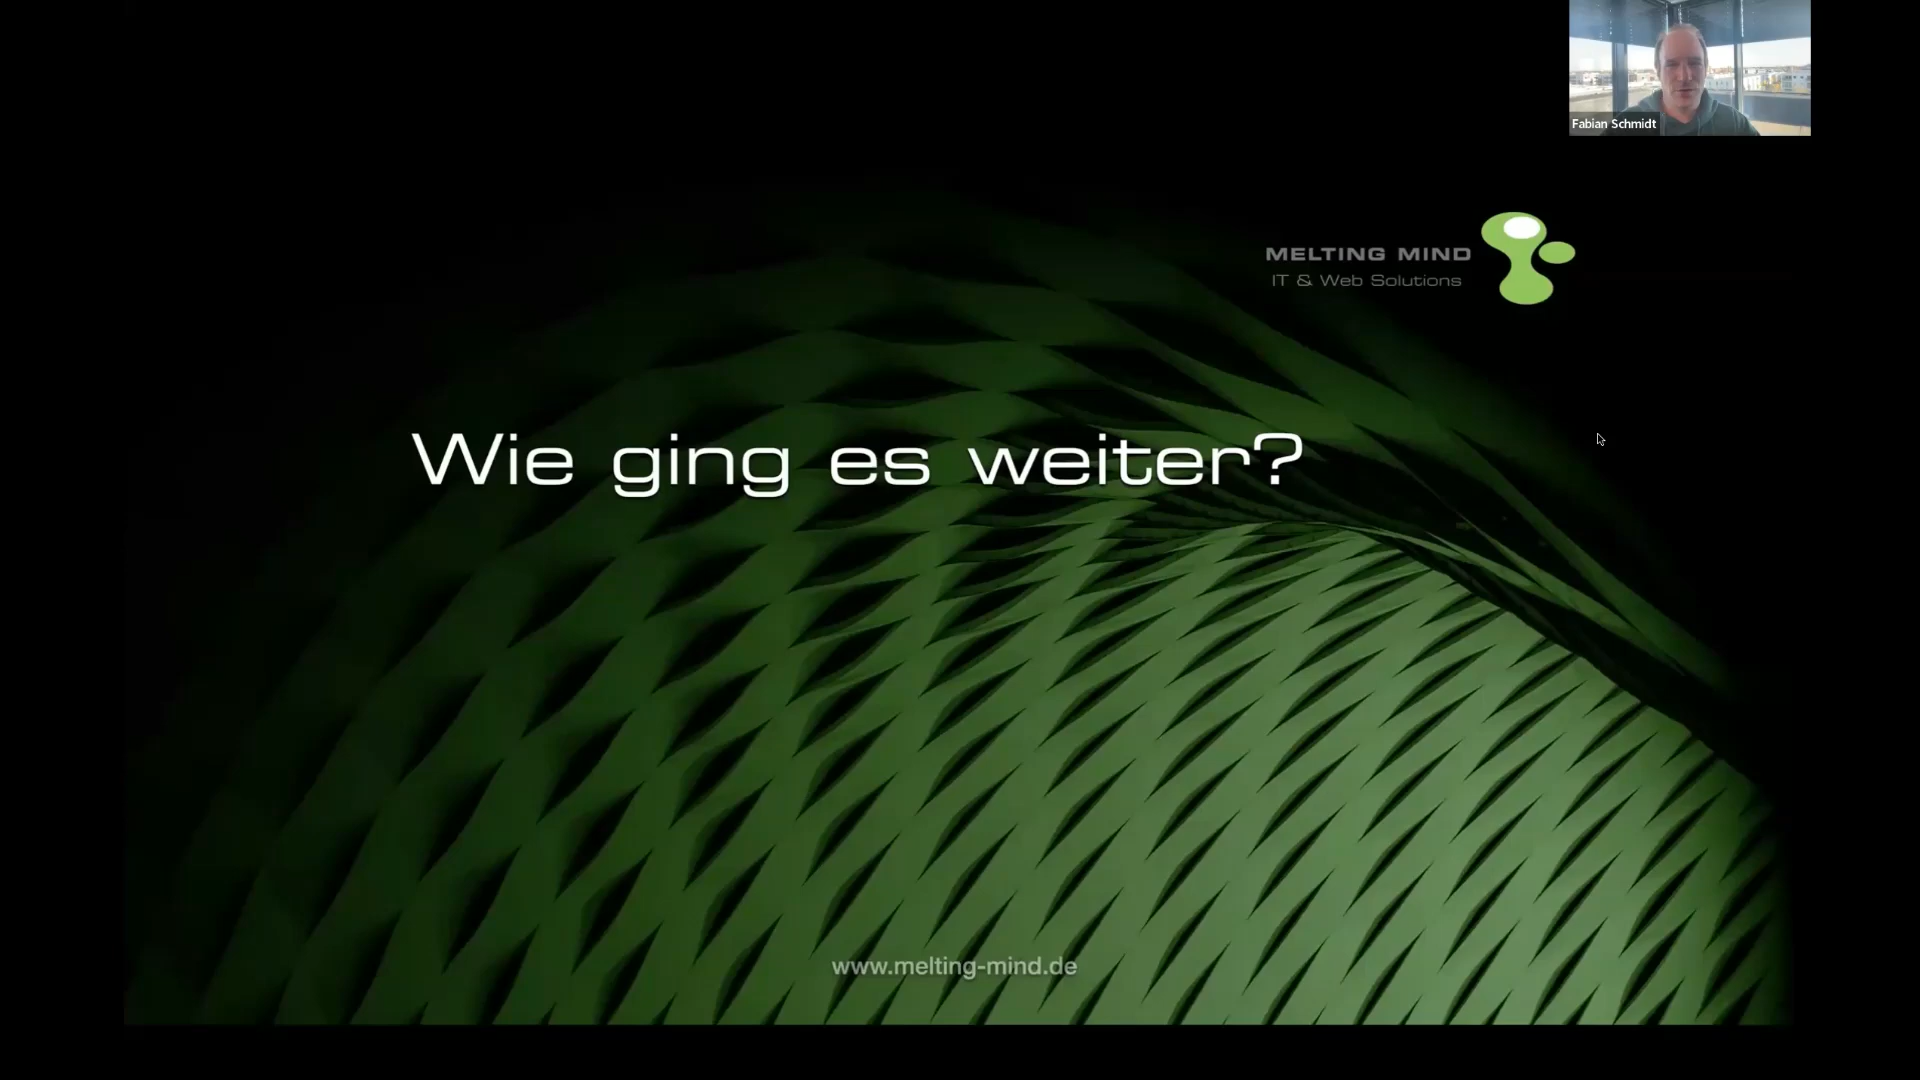 Fabian Schmidt
MELTING MIND
IT & Web Solutions
Wie ging es weiter?
www.melting-mind.de